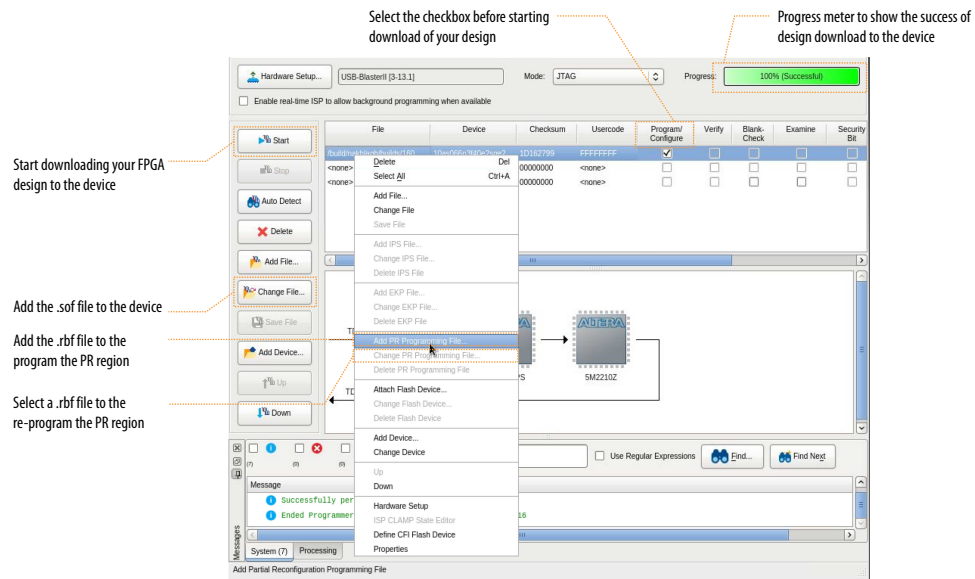 Select the checkbox before starting
download of your design
Progress meter to show the success of
design download to the device
Hardware Setup...
USB-BlasterII [3-13.1]
Mode:
JTAG
Progress:
100% (Successful)
Enable real-time ISP to allow background programming when available
Start downloading your FPGA
design to the device
Add the .sof file to the device
Add the .rbf file to the
program the PR region
Select a .rbf file to the
re-program the PR region
Start
Stop
Auto Detect
Delete
Add File...
Change File...
Save File
Add Device...
Up
Down
File Device Checksum Usercode Program/ Configure Verify Blank- Check Examine Security Bit
1D162799 FFFFFFFF
<none> 00000000 <none>
<none> 00000000 <none>
Delete Del
Select All Ctrl+A
Add File...
Change File
Save File
Add IPS File...
Change IPS File...
Delete IPS File
Add EKP File...
Change EKP File...
Delete EKP File
Add PR Programming File...
Change PR Programming File...
Delete PR Programming File
Attach Flash Device...
Change Flash Device...
Delete Flash Device
Add Device...
Change Device
Up
Down
Hardware Setup
ISP CLAMP State Editor
Define CFI Flash Device
Properties
ALTERA
5M2210Z
(7) (0) (0)
Use Regular Expressions
Find...
Find Next
Message
Successfully per
Ended Programmer 16
Messages
System (7) Processing
Add Partial Reconfiguration Programming File